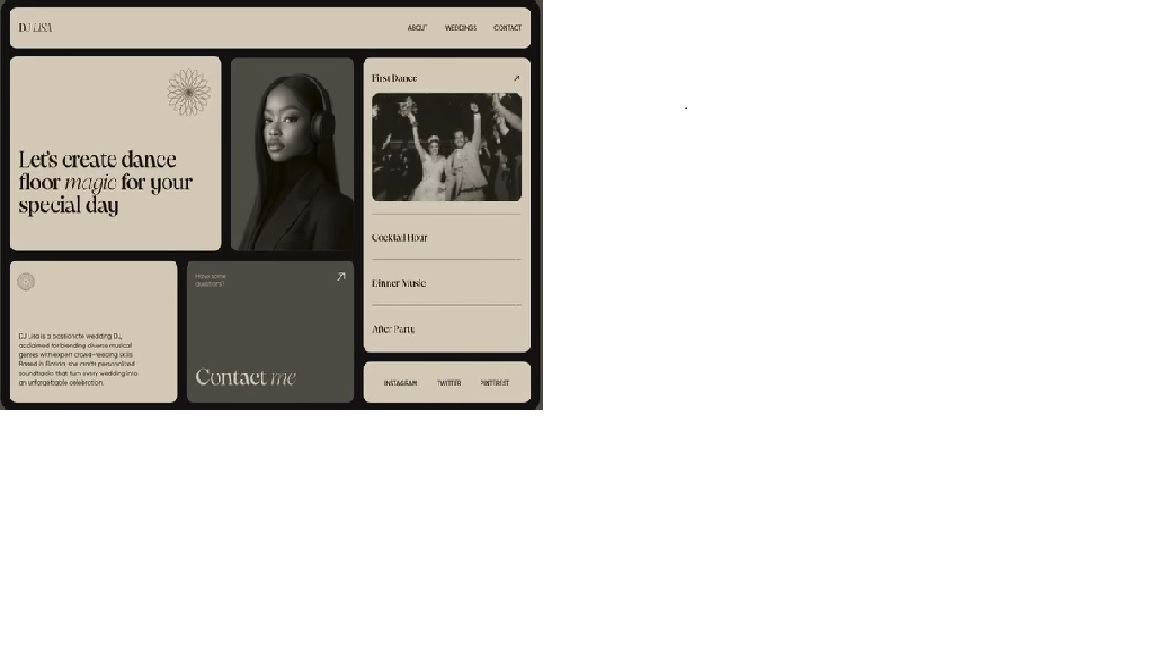 DJ LISA
ABOUT
WEDDINGS
CONTACT
Let's create dance
floor magic for your
special day
First Dance
Cocktail Hour
Dinner Music
After Party
DJ Lisa is a passionate wedding DJ,
acclaimed for blending diverse musical
genres with expert crowd-reading skills.
Based in Florida, she crafts personalized
soundtracks that turn every wedding into
an unforgettable celebration.
Have some
questions?
Contact me
INSTAGRAM
TWITTER
PINTEREST